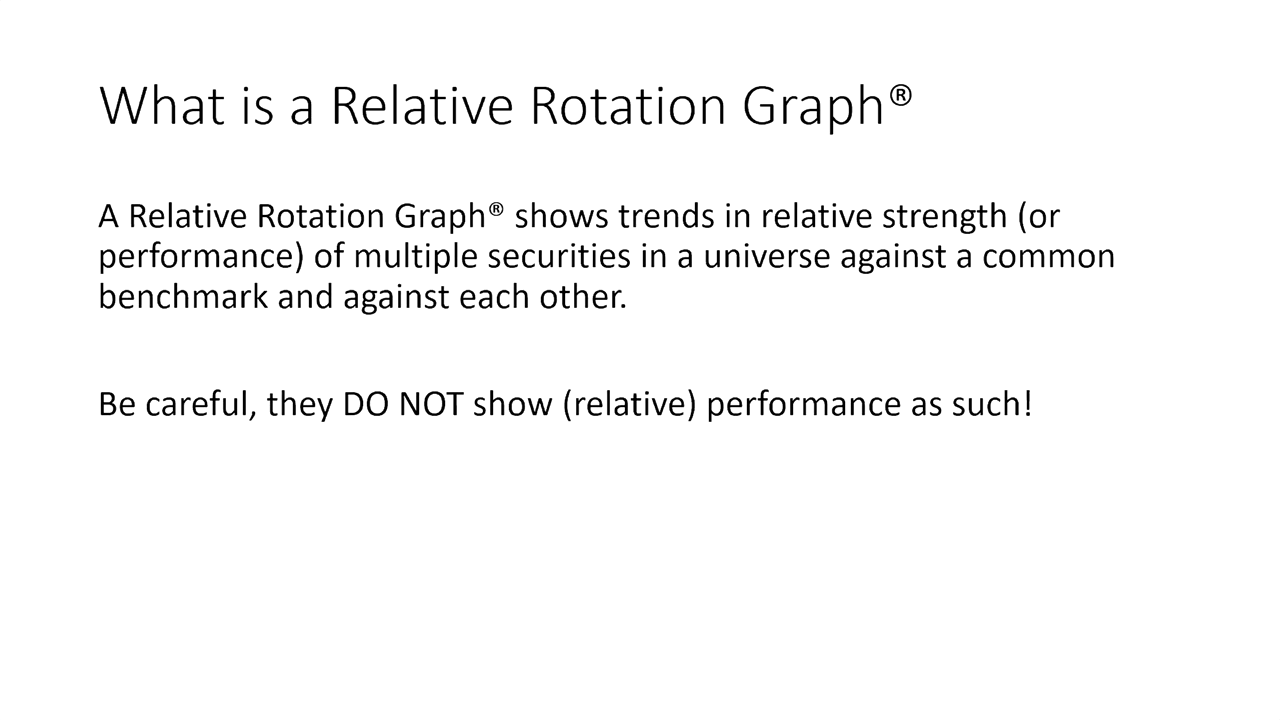 What is a Relative Rotation Graph®
A Relative Rotation Graph® shows trends in relative strength (or
performance) of multiple securities in a universe against a common
benchmark and against each other.
Be careful, they DO NOT show (relative) performance as such!